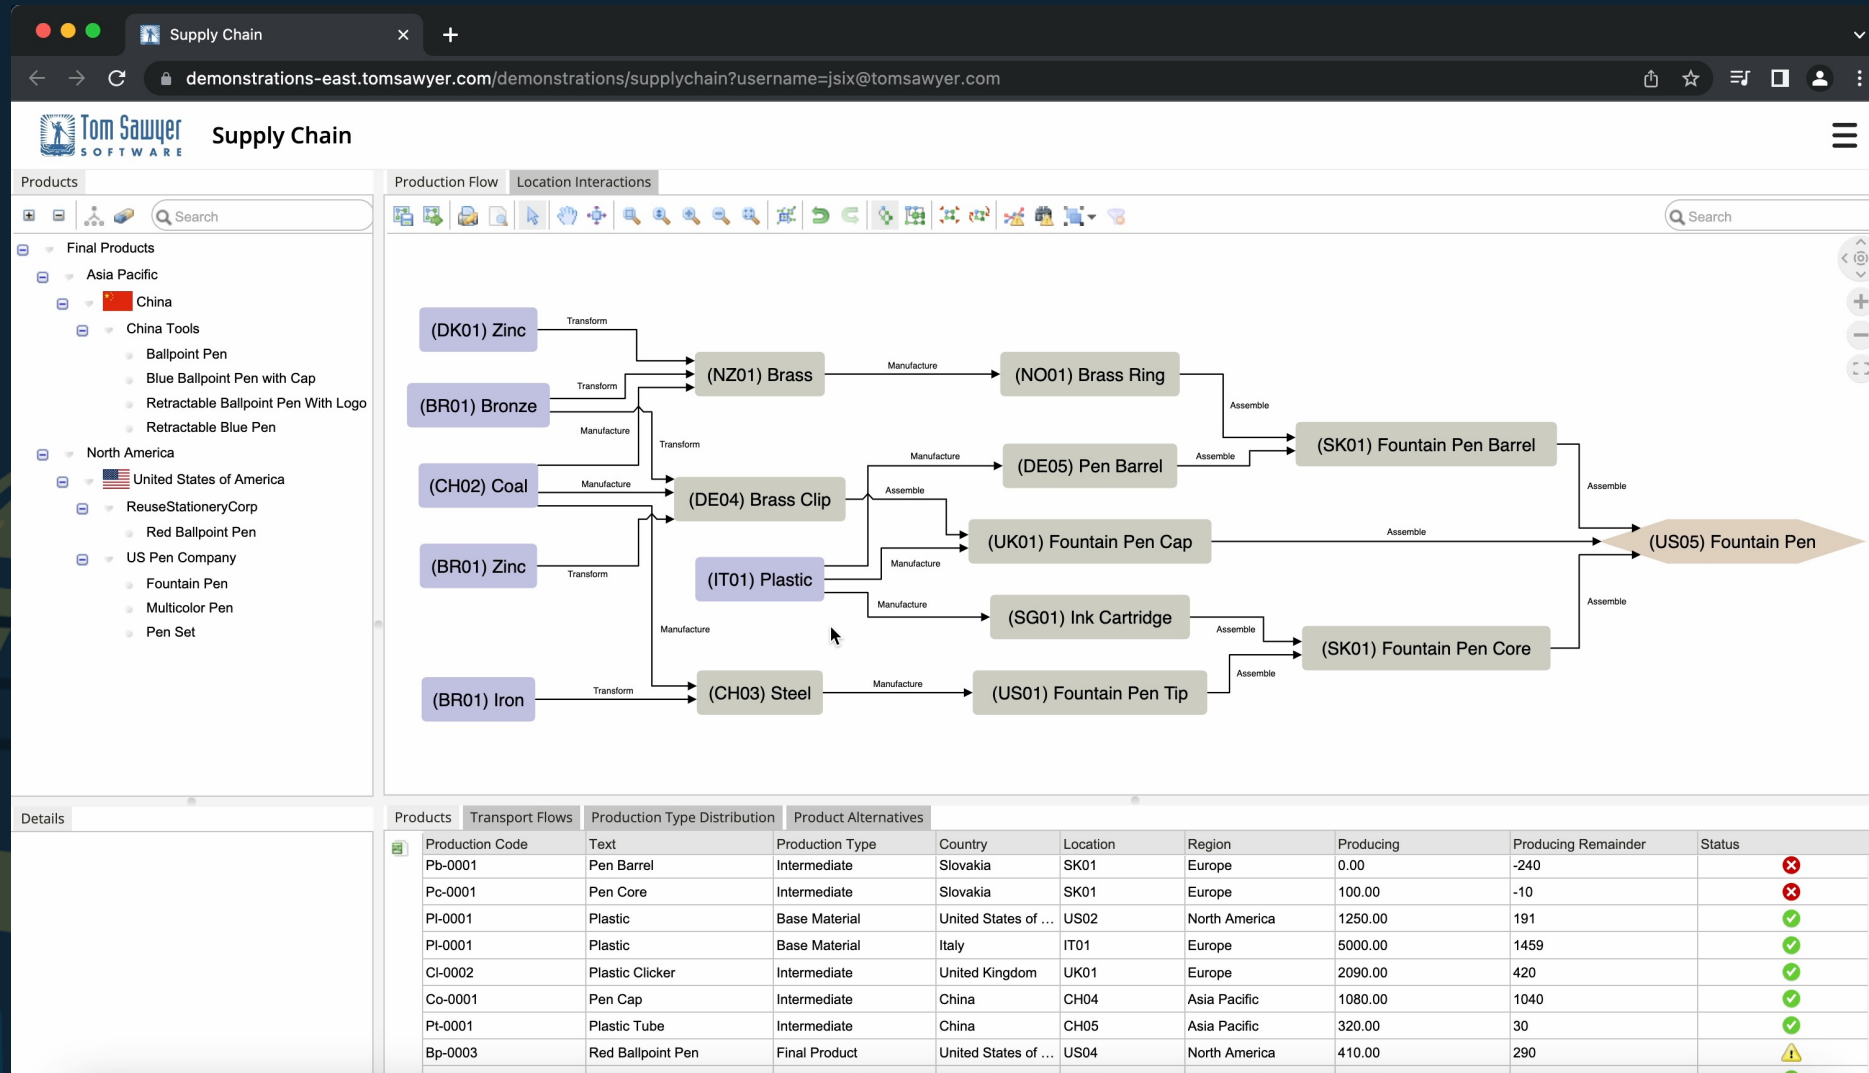 Supply Chain
demonstrations-east.tomsawyer.com/demonstrations/supplychain?username=jsix@tomsawyer.com
Tom Sawyer
SOFTWARE
Supply Chain
Products
Search
Final Products
Asia Pacific
China
China Tools
Ballpoint Pen
Blue Ballpoint Pen with Cap
Retractable Ballpoint Pen With Logo
Retractable Blue Pen
North America
United States of America
ReuseStationeryCorp
Red Ballpoint Pen
US Pen Company
Fountain Pen
Multicolor Pen
Pen Set
Details
Production Flow Location Interactions
Search
(DK01) Zinc
Transform
(BR01) Bronze
Transform
Manufacture
Transform
(CH02) Coal
Manufacture
(BR01) Zinc
Transform
Manufacture
(BR01) Iron
Transform
(NZ01) Brass
Manufacture
(DE04) Brass Clip
Assemble
(IT01) Plastic
Manufacture
Manufacture
Manufacture
(CH03) Steel
Manufacture
(NO01) Brass Ring
Assemble
(DE05) Pen Barrel
Assemble
(UK01) Fountain Pen Cap
Assemble
(SG01) Ink Cartridge
Assemble
(US01) Fountain Pen Tip
Assemble
(SK01) Fountain Pen Barrel
Assemble
(SK01) Fountain Pen Core
Assemble
(US05) Fountain Pen
Products Transport Flows Production Type Distribution Product Alternatives
Production Code Text Production Type Country Location Region Producing Producing Remainder Status
Pb-0001 Pen Barrel Intermediate Slovakia SK01 Europe 0.00 -240
Pc-0001 Pen Core Intermediate Slovakia SK01 Europe 100.00 -10
Pl-0001 Plastic Base Material United States of ... US02 North America 1250.00 191
Pl-0001 Plastic Base Material Italy IT01 Europe 5000.00 1459
Cl-0002 Plastic Clicker Intermediate United Kingdom UK01 Europe 2090.00 420
Co-0001 Pen Cap Intermediate China CH04 Asia Pacific 1080.00 1040
Pt-0001 Plastic Tube Intermediate China CH05 Asia Pacific 320.00 30
Bp-0003 Red Ballpoint Pen Final Product United States of ... US04 North America 410.00 290